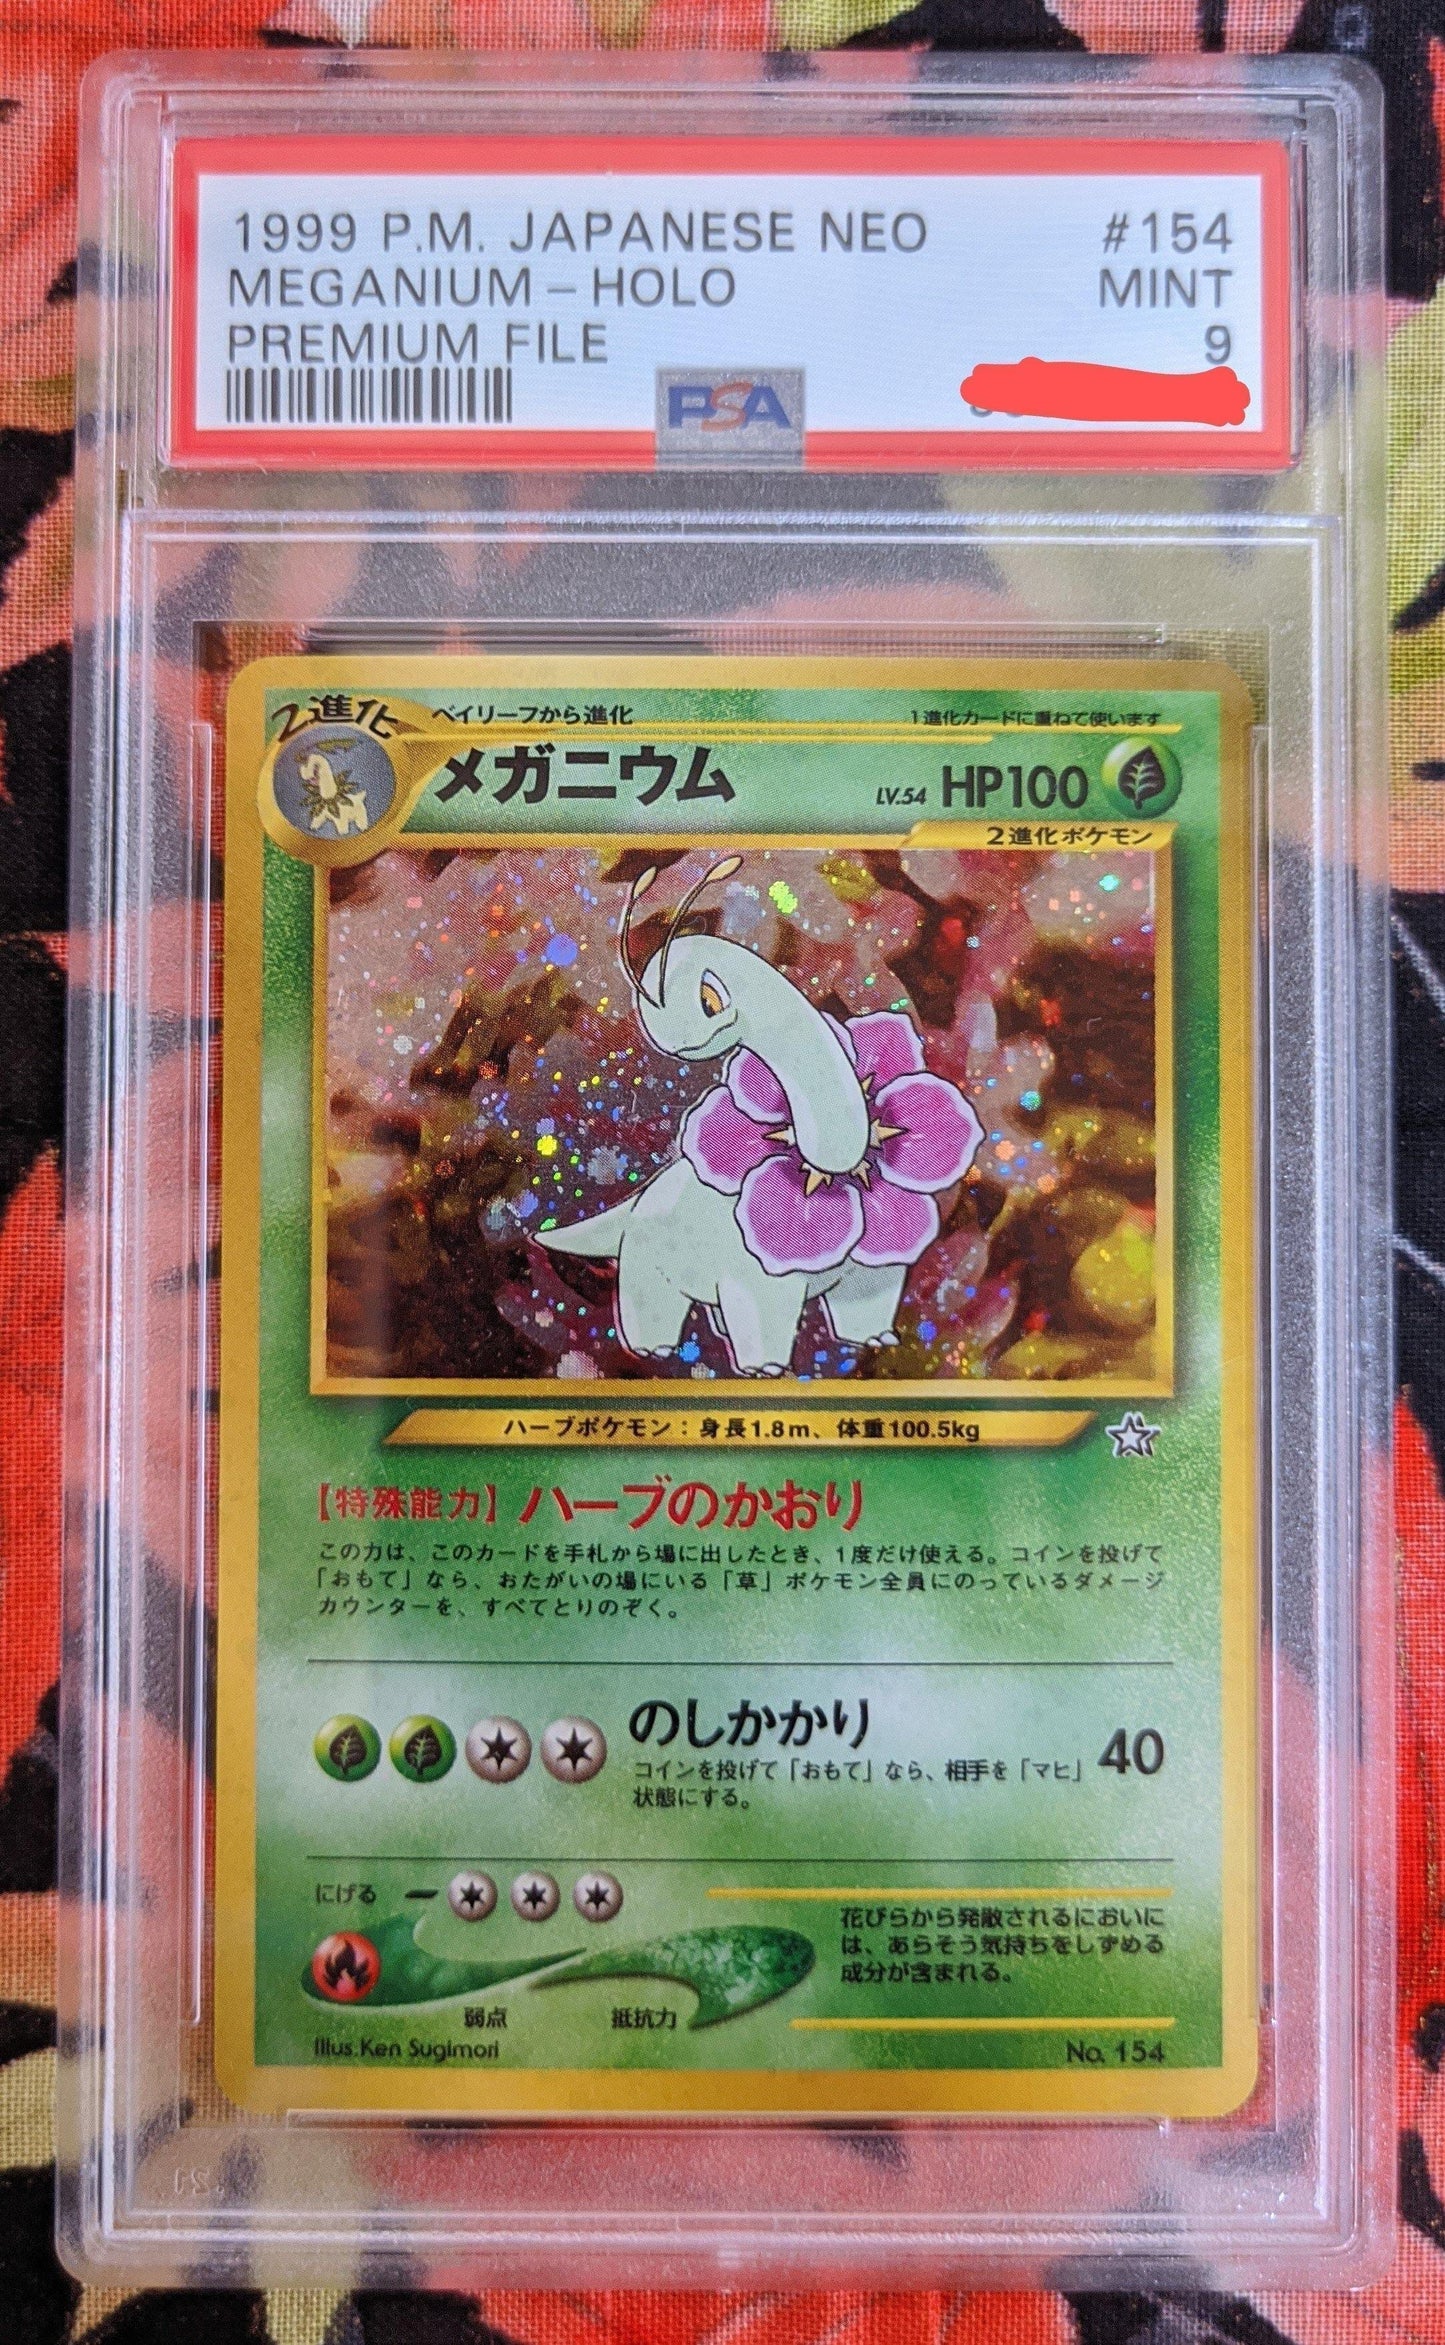 1999 P.M. JAPANESE NEO #154
MEGANIUM-HOLO MINT
PREMIUM FILE 9
PSA
2進化
ベイリーフから進化
1進化カードに重ねて使います
メガニウム LV.54 HP100
2進化ポケモン
ハーブポケモン：身長1.8m、体重100.5kg
【特殊能力】ハーブのかおり
この力は、このカードを手札から場に出したとき、1度だけ使える。コインを投げて
「おもて」なら、おたがいの場にいる「草」ポケモン全員にのっているダメージ
カウンターを、すべてとりのぞく。
のしかかり 40
コインを投げて「おもて」なら、相手を「マヒ」
状態にする。
にげる
花びらから発散されるにおいに
は、あらそう気持ちをしずめる
成分が含まれる。
弱点 抵抗力
Illus. Ken Sugimori
No. 154